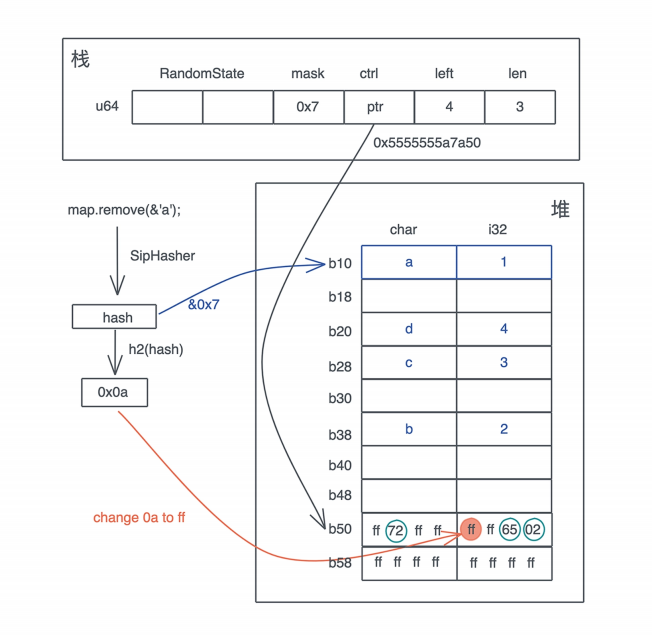 栈
RandomState mask ctrl left len
u64 0x7 ptr 4 3
0x5555555a7a50
map.remove(&'a');
SipHasher
hash
&0x7
h2(hash)
0x0a
change 0a to ff
堆
char i32
b10 a 1
b18
b20 d 4
b28 c 3
b30
b38 b 2
b40
b48
b50 ff 72 ff ff ff ff 65 02
b58 ff ff ff ff ff ff ff ff